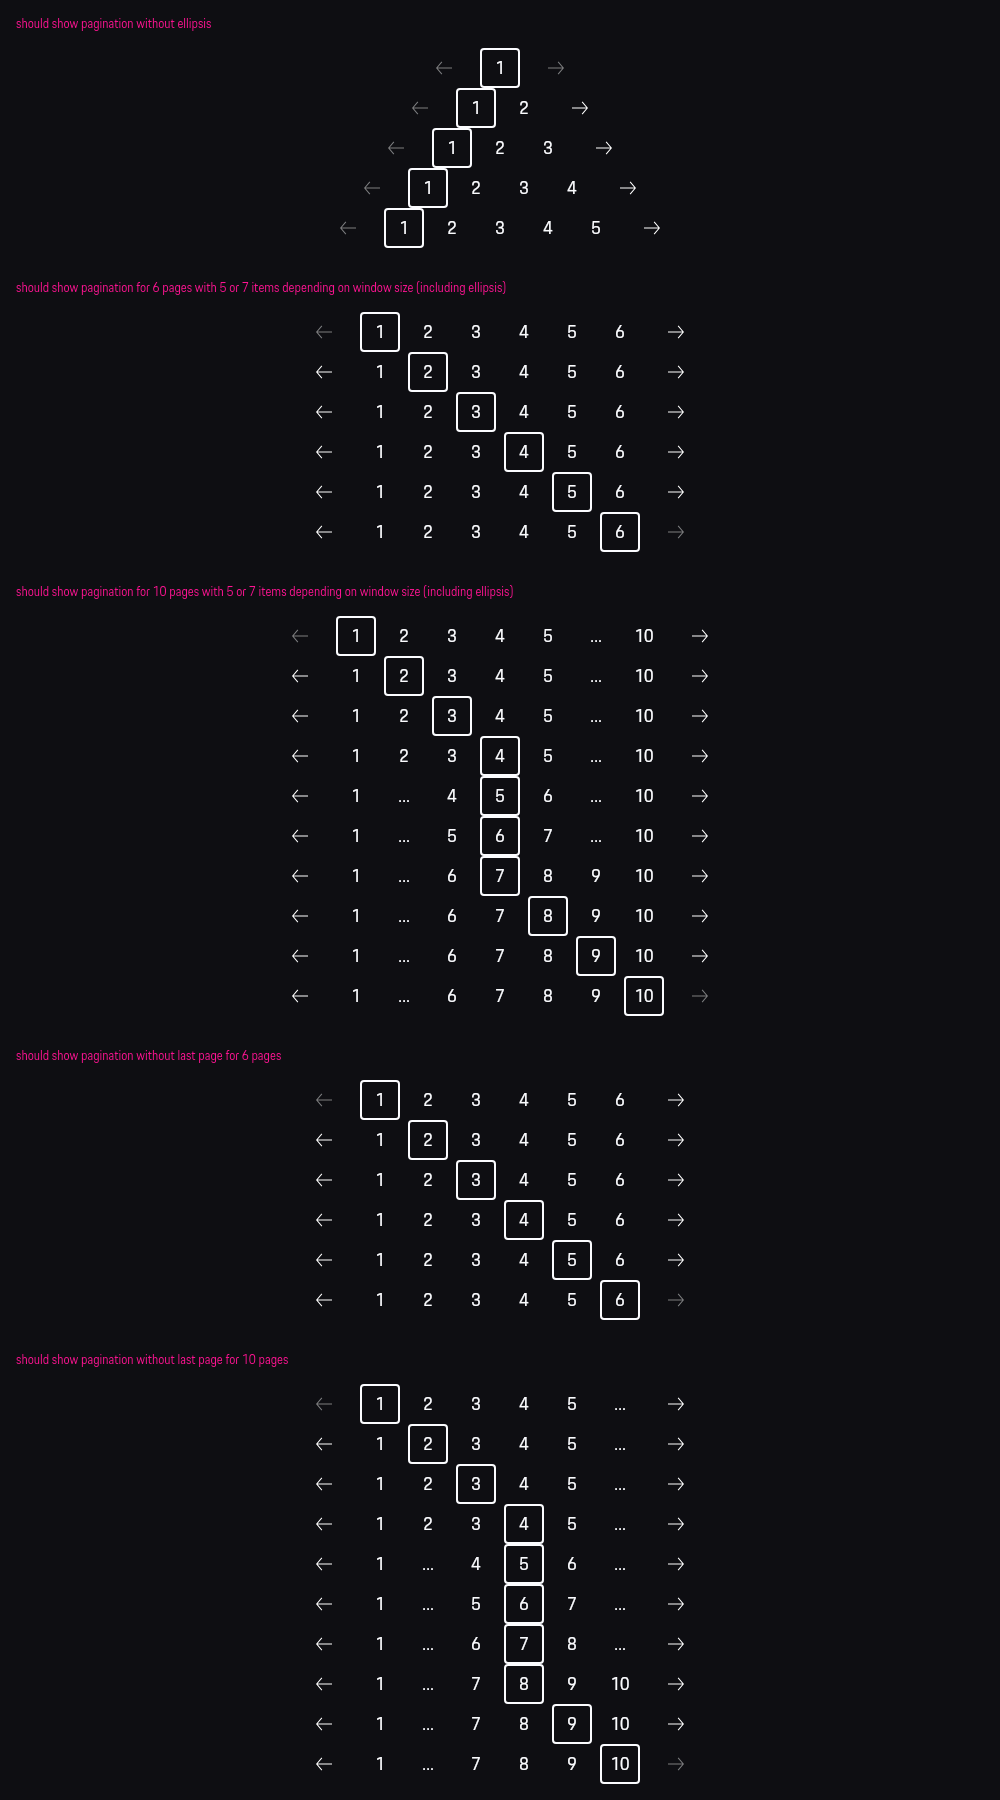 should show pagination without ellipsis
← 1 →
← 1 2 →
← 1 2 3 →
← 1 2 3 4 →
← 1 2 3 4 5 →
should show pagination for 6 pages with 5 or 7 items depending on window size (including ellipsis)
← 1 2 3 4 5 6 →
← 1 2 3 4 5 6 →
← 1 2 3 4 5 6 →
← 1 2 3 4 5 6 →
← 1 2 3 4 5 6 →
← 1 2 3 4 5 6 →
should show pagination for 10 pages with 5 or 7 items depending on window size (including ellipsis)
← 1 2 3 4 5 ... 10 →
← 1 2 3 4 5 ... 10 →
← 1 2 3 4 5 ... 10 →
← 1 2 3 4 5 ... 10 →
← 1 ... 4 5 6 ... 10 →
← 1 ... 5 6 7 ... 10 →
← 1 ... 6 7 8 9 10 →
← 1 ... 6 7 8 9 10 →
← 1 ... 6 7 8 9 10 →
← 1 ... 6 7 8 9 10 →
should show pagination without last page for 6 pages
← 1 2 3 4 5 6 →
← 1 2 3 4 5 6 →
← 1 2 3 4 5 6 →
← 1 2 3 4 5 6 →
← 1 2 3 4 5 6 →
← 1 2 3 4 5 6 →
should show pagination without last page for 10 pages
← 1 2 3 4 5 ... →
← 1 2 3 4 5 ... →
← 1 2 3 4 5 ... →
← 1 2 3 4 5 ... →
← 1 ... 4 5 6 ... →
← 1 ... 5 6 7 ... →
← 1 ... 6 7 8 ... →
← 1 ... 7 8 9 10 →
← 1 ... 7 8 9 10 →
← 1 ... 7 8 9 10 →